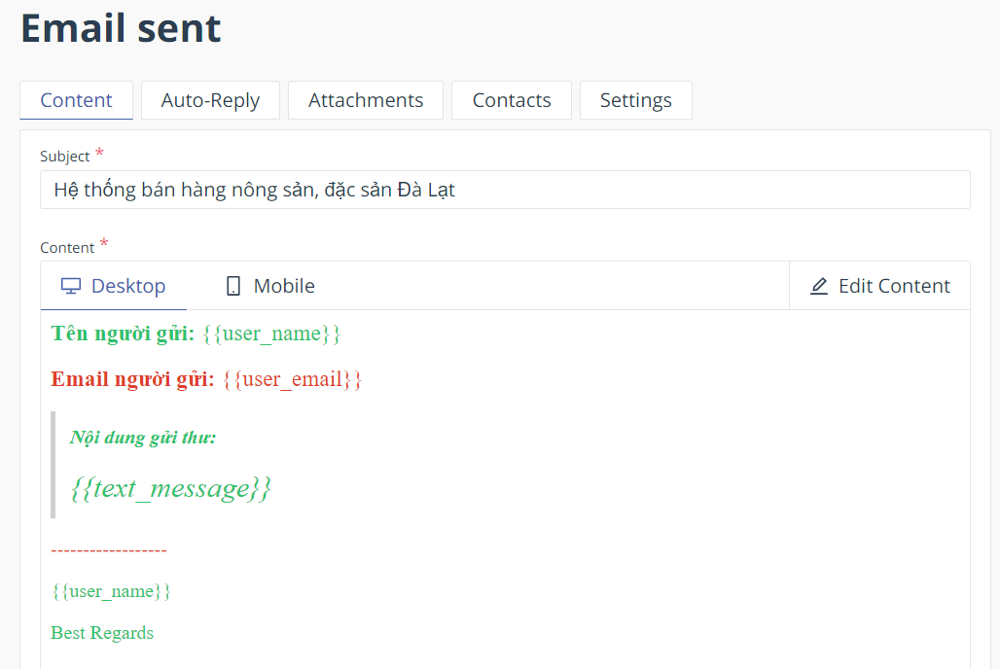 Email sent
Content Auto-Reply Attachments Contacts Settings
Subject *
Hệ thống bán hàng nông sản, đặc sản Đà Lạt
Content *
Desktop Mobile Edit Content
Tên người gửi: {{user_name}}
Email người gửi: {{user_email}}
Nội dung gửi thư:
{{text_message}}
------------------
{{user_name}}
Best Regards